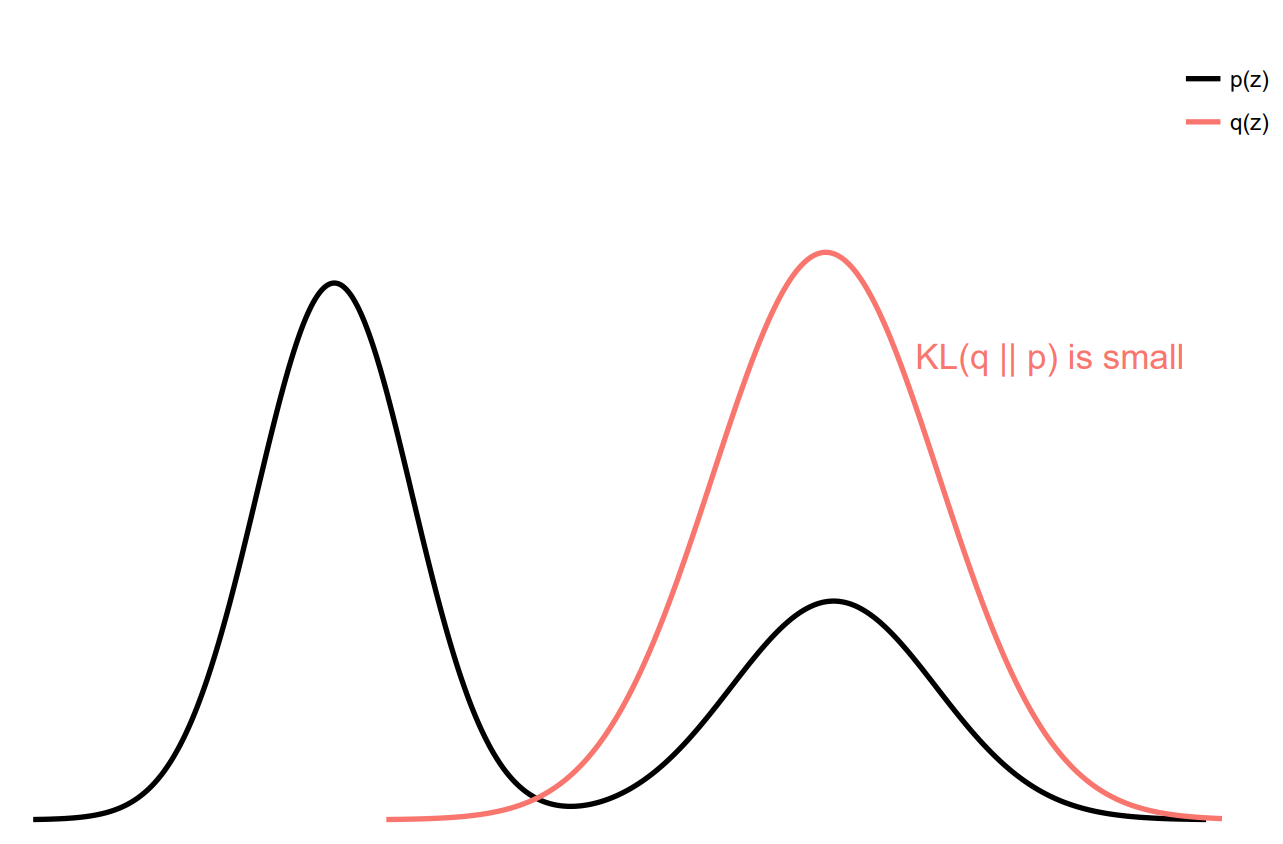 p(z)
q(z)
KL(q || p) is small